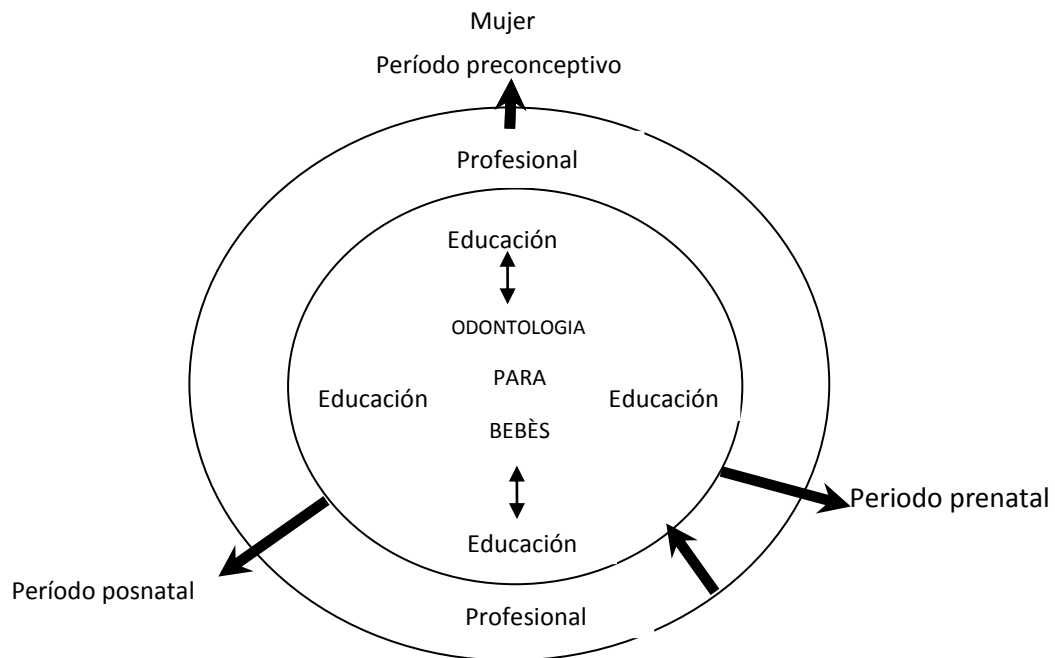 Mujer
Período preconceptivo
Profesional
Educación
ODONTOLOGIA
PARA
Educación
Educación
BEBÈS
Periodo prenatal
Educación
Período posnatal
Profesional